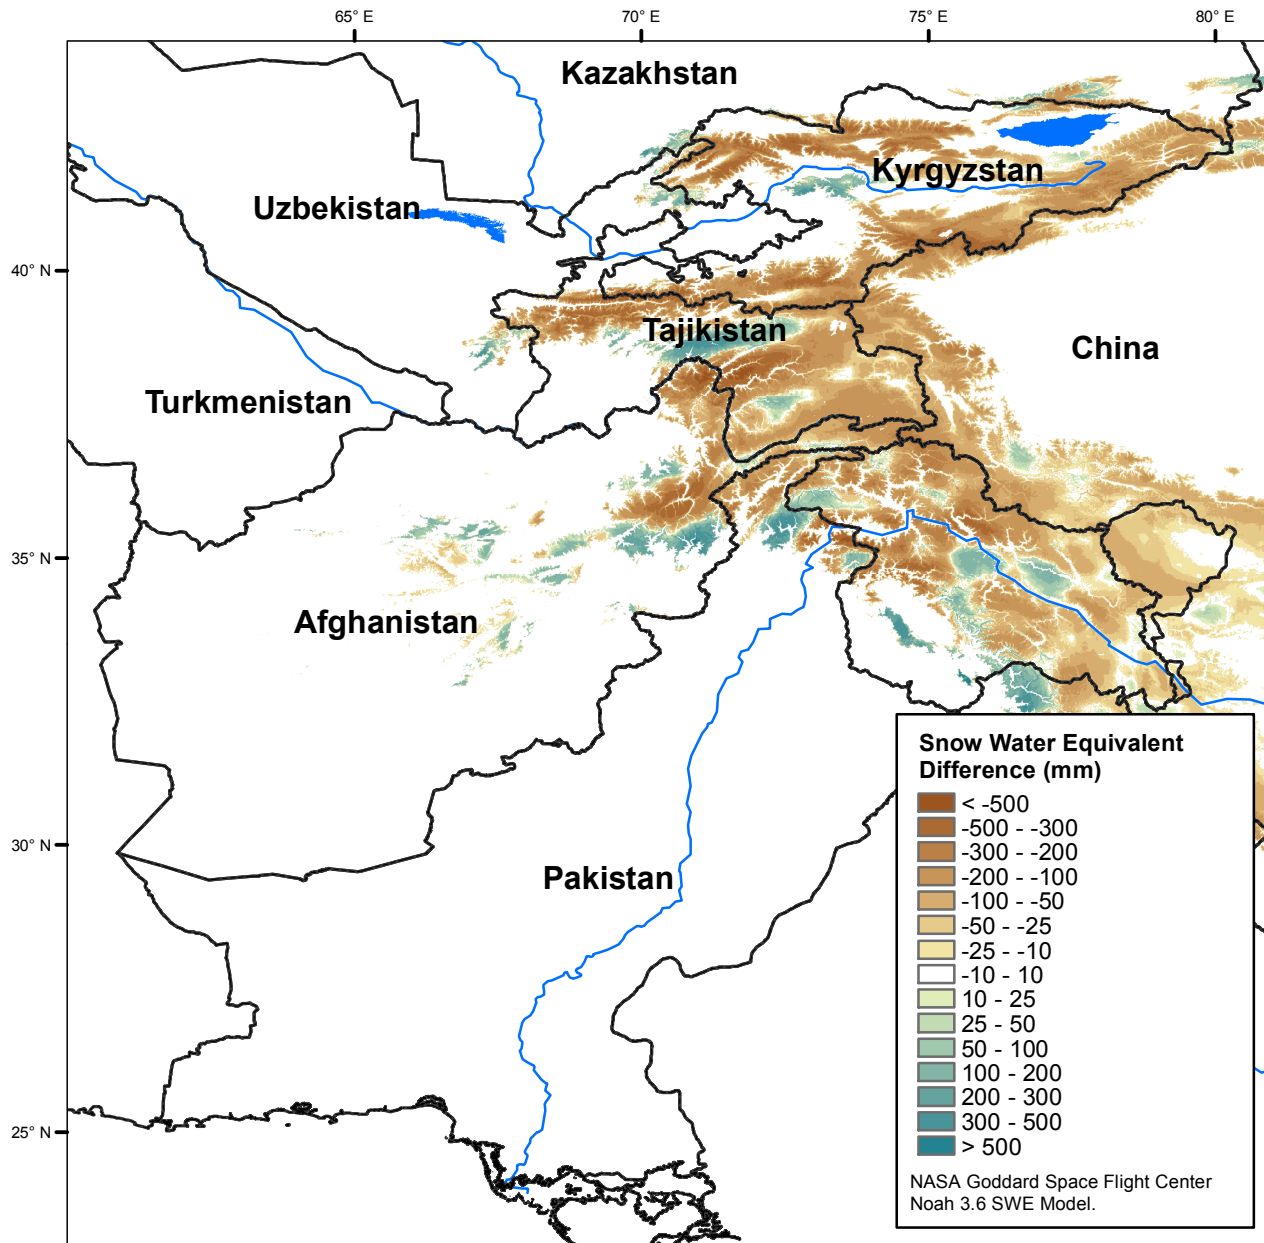 65° E
70° E
75° E
80° E
Kazakhstan
Kyrgyzstan
Uzbekistan
40° N
Tajikistan
China
Turkmenistan
35° N
Afghanistan
Snow Water Equivalent
Difference (mm)
< -500
-500 - -300
-300 - -200
-200 - -100
-100 - -50
-50 - -25
-25 - -10
-10 - 10
10 - 25
25 - 50
50 - 100
100 - 200
200 - 300
300 - 500
> 500
30° N
Pakistan
25° N
NASA Goddard Space Flight Center
Noah 3.6 SWE Model.